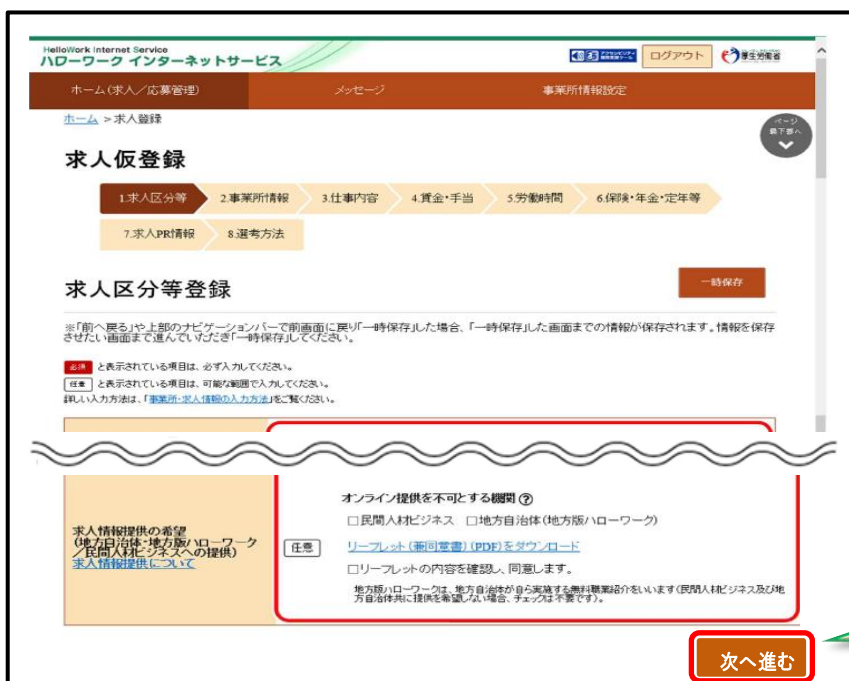 HelloWork Internet Service
ハローワーク インターネットサービス
ログアウト
厚生労働省
ホーム(求人/応募管理)
メッセージ
事業所情報設定
ホーム > 求人登録
ページ
最下部へ
求人仮登録
1.求人区分等
2.事業所情報
3.仕事内容
4.賃金・手当
5.労働時間
6.保険・年金・定年等
7.求人PR情報
8.選考方法
求人区分等登録
一時保存
※「前へ戻る」や上部のナビゲーションバーで前画面に戻り「一時保存」した場合、「一時保存」した画面までの情報が保存されます。情報を保存
させたい画面まで進んでいただき「一時保存」してください。
必須 と表示されている項目は、必ず入力してください。
任意 と表示されている項目は、可能な範囲で入力してください。
詳しい入力方法は、「事業所・求人情報の入力方法」をご覧ください。
オンライン提供を不可とする機関 ?
□民間人材ビジネス □地方自治体(地方版ハローワーク)
求人情報提供の希望
(地方自治体・地方版ハローワーク
/民間人材ビジネスへの提供)
求人情報提供について
任意
リーフレット(兼同意書)(PDF)をダウンロード
□リーフレットの内容を確認し、同意します。
地方版ハローワークは、地方自治体が自ら実施する無料職業紹介をいいます(民間人材ビジネス及び地
方自治体共に提供を希望しない場合、チェックは不要です)。
次へ進む